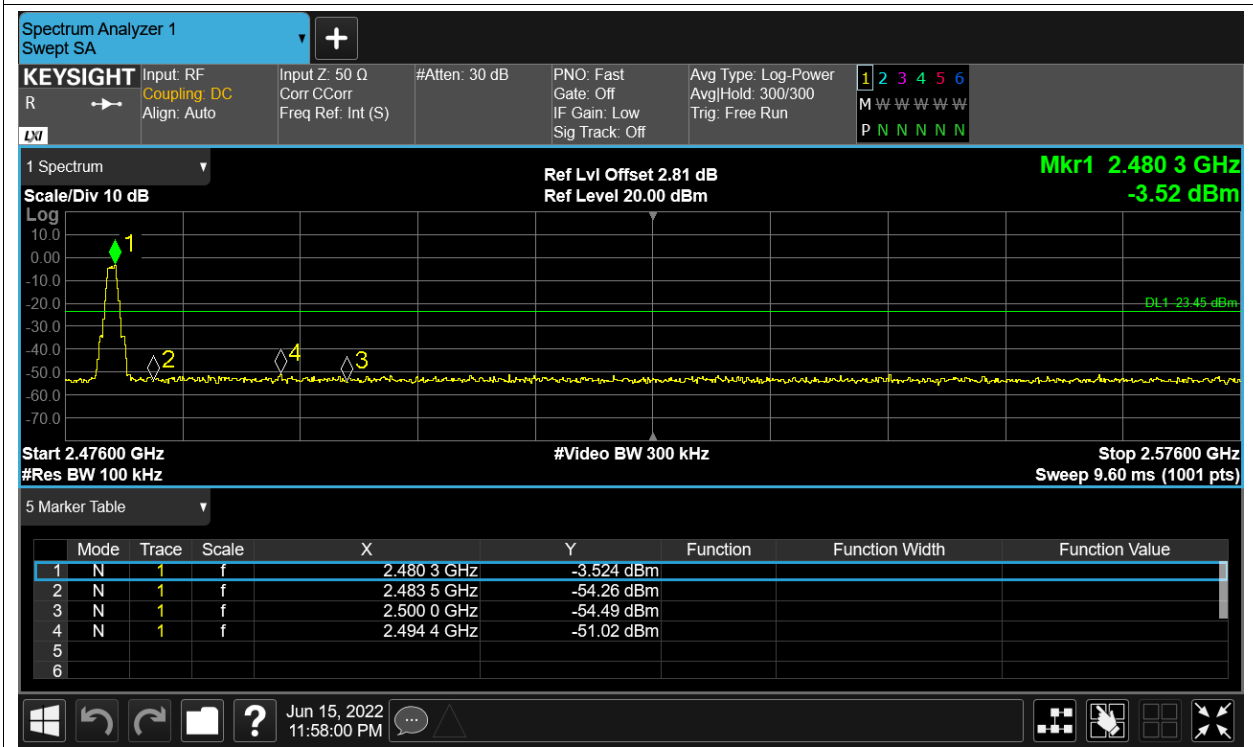 Spectrum Analyzer 1
Swept SA
+
KEYSIGHT Input: RF Input Z: 50 Ω #Atten: 30 dB PNO: Fast Avg Type: Log-Power 1 2 3 4 5 6
R Coupling: DC Corr CCorr Gate: Off Avg|Hold: 300/300 M W W W W W W
Align: Auto Freq Ref: Int (S) IF Gain: Low Trig: Free Run
LXI Sig Track: Off P N N N N N N
1 Spectrum Ref Lvl Offset 2.81 dB Mkr1 2.480 3 GHz
Scale/Div 10 dB Ref Level 20.00 dBm -3.52 dBm
Log
10.0
1
0.00
-10.0
-20.0 DL1 -23.45 dBm
-30.0
-40.0
2 4 3
-50.0
-60.0
-70.0
Start 2.47600 GHz #Video BW 300 kHz Stop 2.57600 GHz
#Res BW 100 kHz Sweep 9.60 ms (1001 pts)
5 Marker Table
Mode Trace Scale X Y Function Function Width Function Value
1 N 1 f 2.480 3 GHz -3.524 dBm
2 N 1 f 2.483 5 GHz -54.26 dBm
3 N 1 f 2.500 0 GHz -54.49 dBm
4 N 1 f 2.494 4 GHz -51.02 dBm
5
6
? Jun 15, 2022
11:58:00 PM